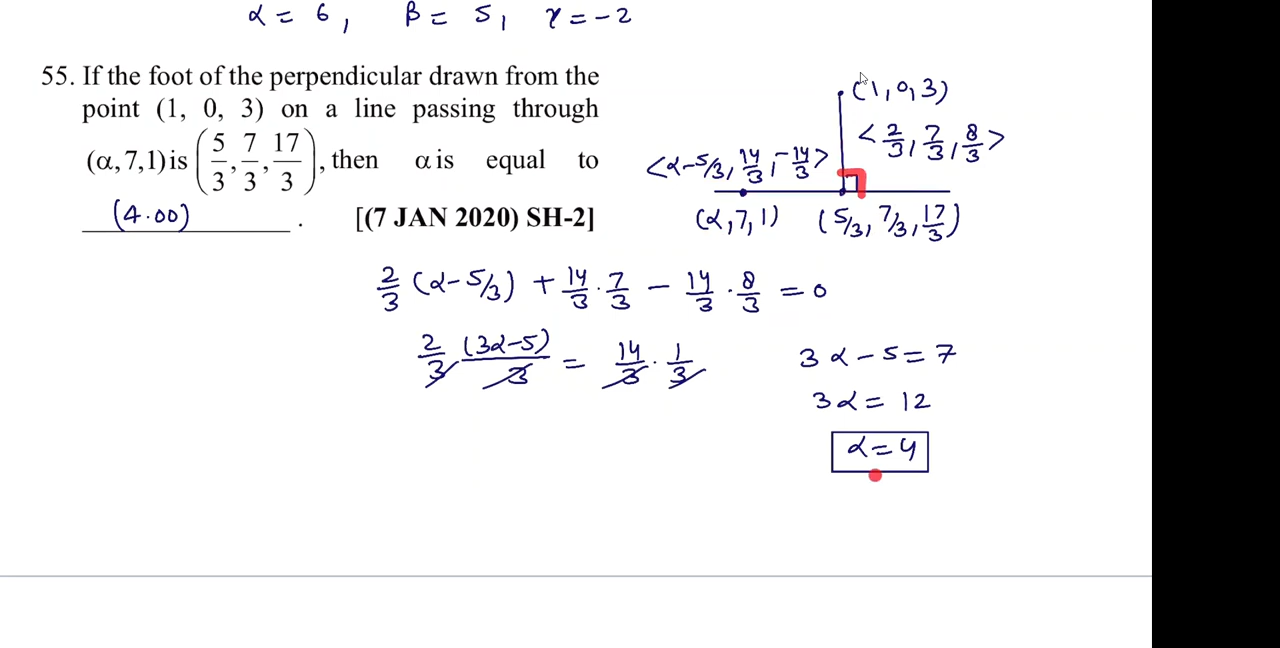 α = 6, β = 5, γ = -2
55. If the foot of the perpendicular drawn from the
point (1, 0, 3) on a line passing through
(α, 7, 1) is (5/3, 7/3, 17/3), then α is equal to
(4.00) . [(7 JAN 2020) SH-2]
(1, 0, 3)
<2/3, 7/3, 8/3>
<α-5/3, 14/3, -14/3>
(α, 7, 1) (5/3, 7/3, 17/3)
2/3 (α-5/3) + 14/3 · 7/3 - 14/3 · 8/3 = 0
2/3 (3α-5)/3 = 14/3 · 1/3
3α - 5 = 7
3α = 12
α = 4